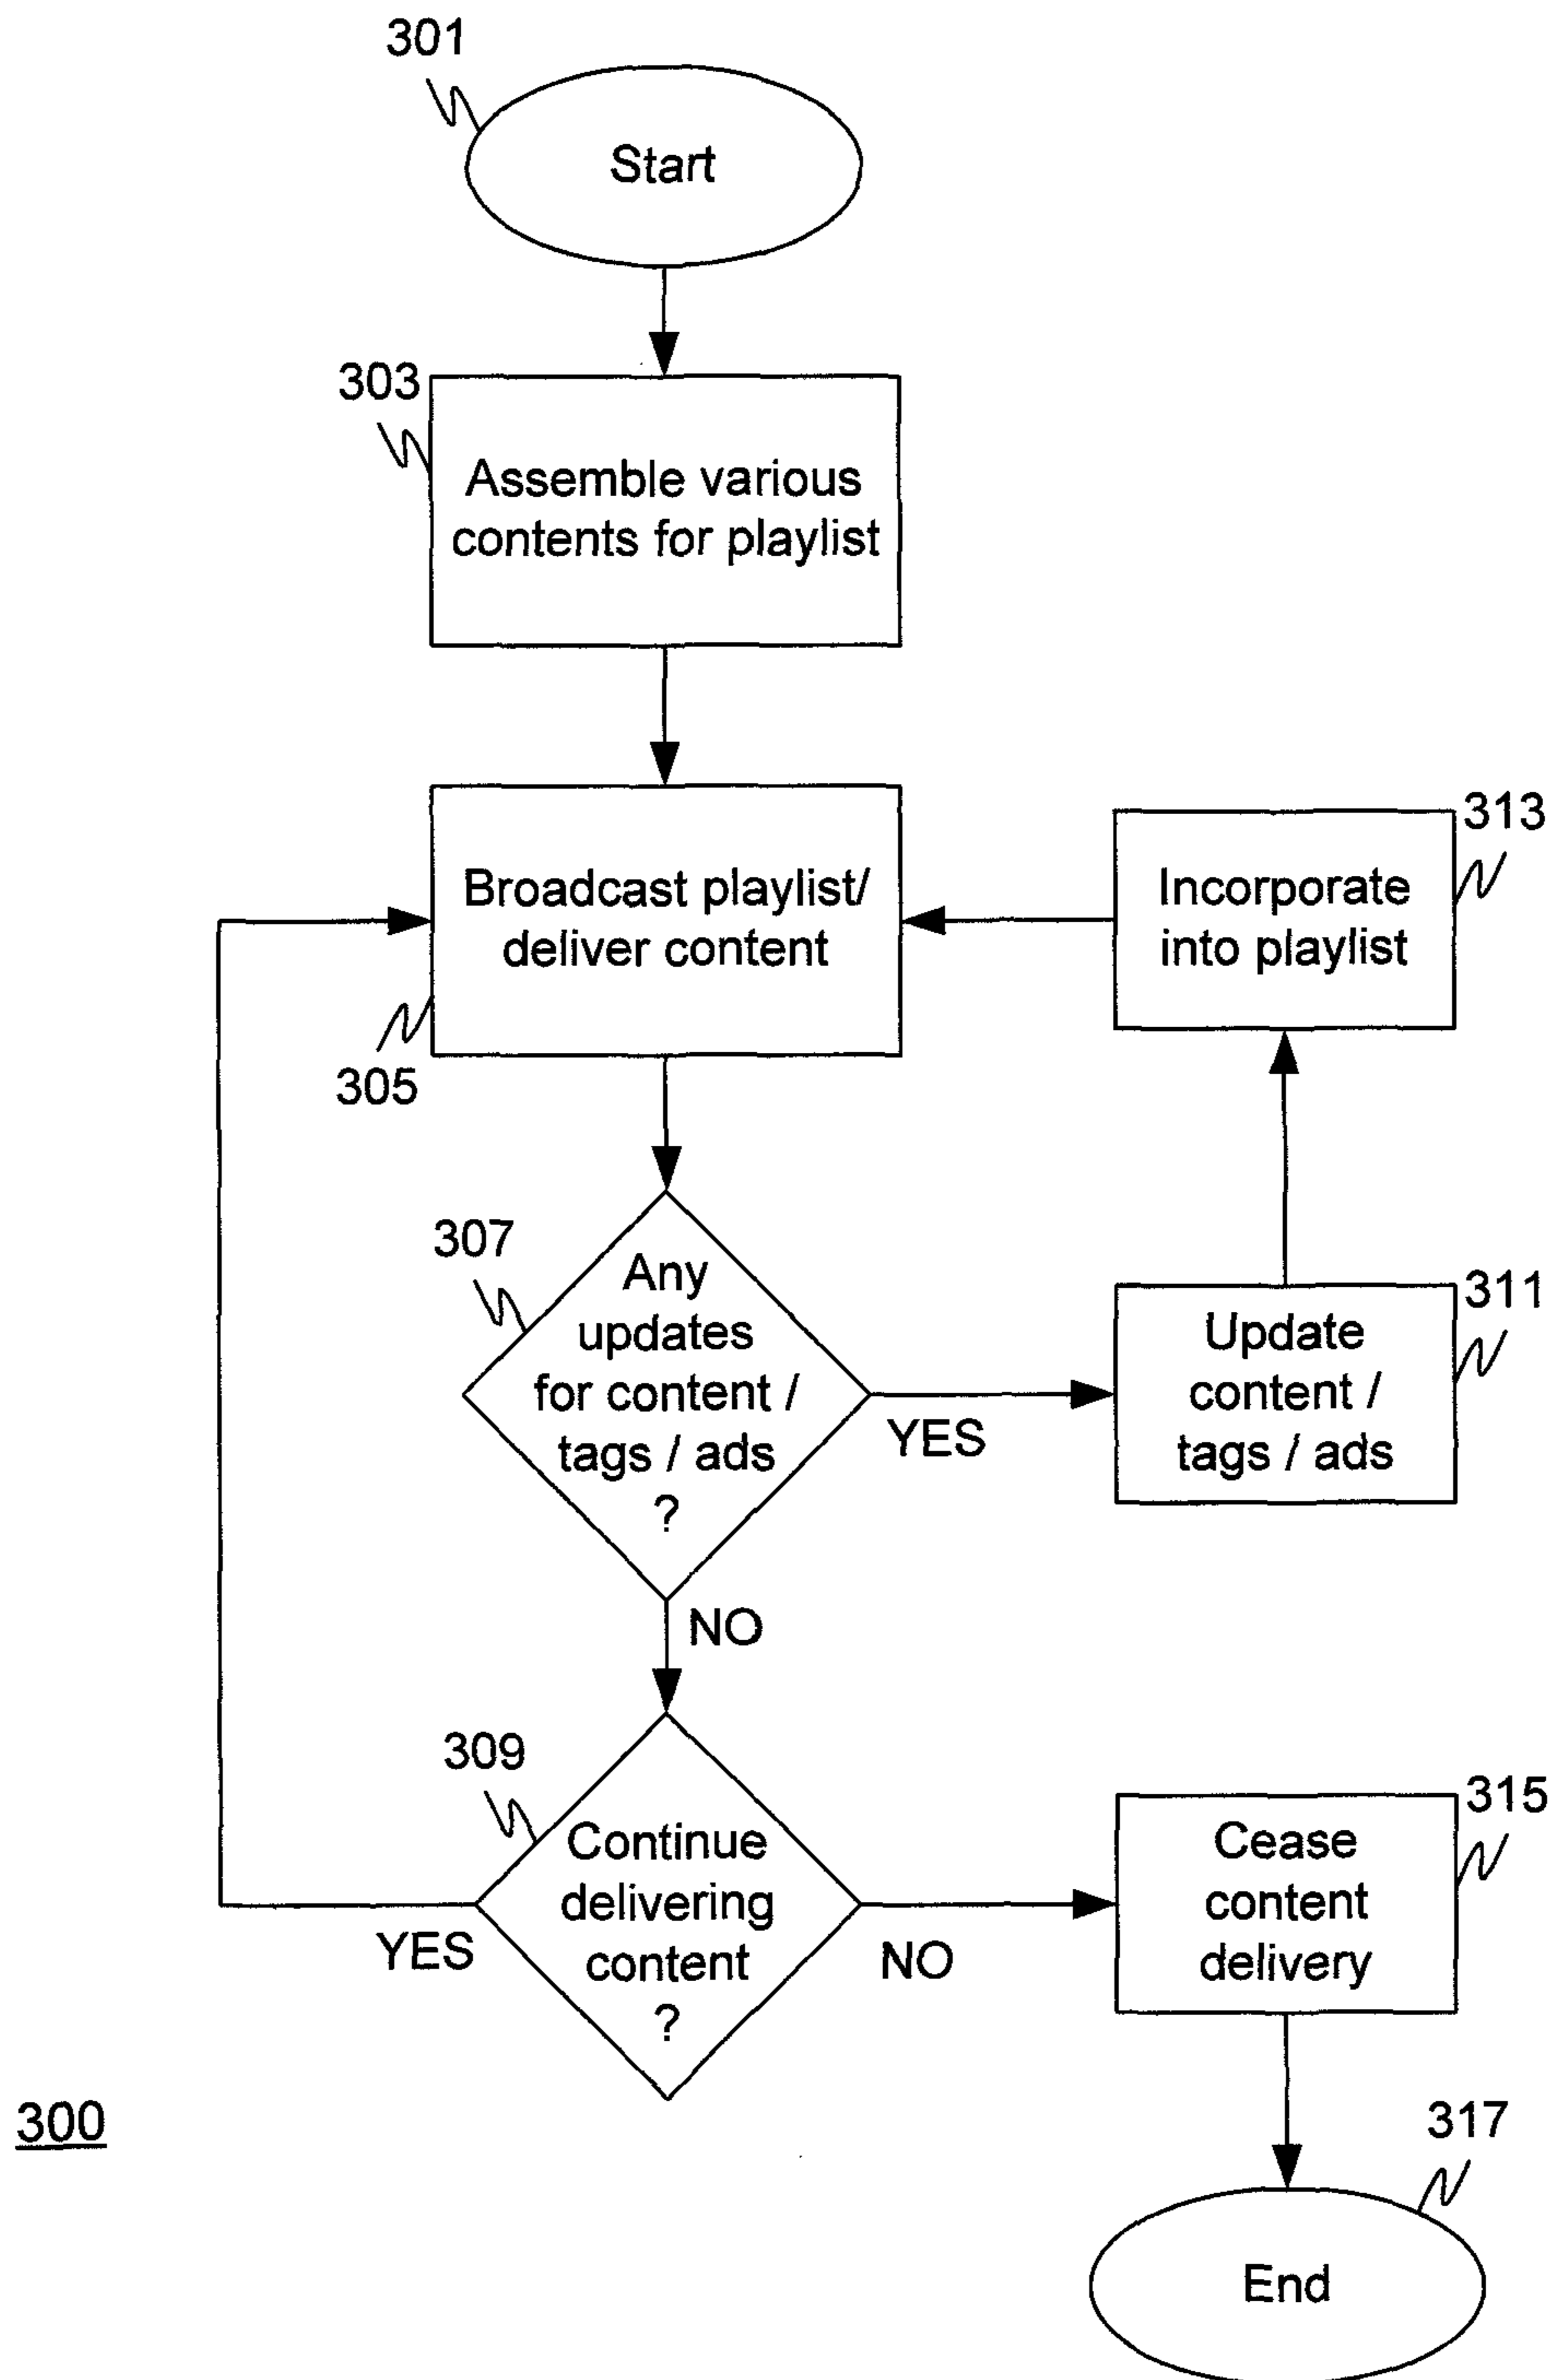 301
Start
303
Assemble various
contents for playlist
Broadcast playlist/
deliver content
305
313
Incorporate
into playlist
307
Any
updates
for content /
tags / ads
?
YES
311
Update
content /
tags / ads
NO
309
Continue
delivering
content
?
YES
NO
315
Cease
content
delivery
300
317
End